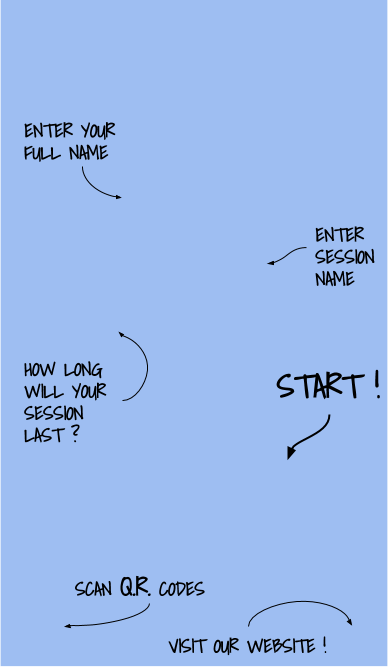 ENTER YOUR
FULL NAME
ENTER
SESSION
NAME
HOW LONG
WILL YOUR
SESSION
LAST ?
START !
SCAN Q.R. CODES
VISIT OUR WEBSITE !